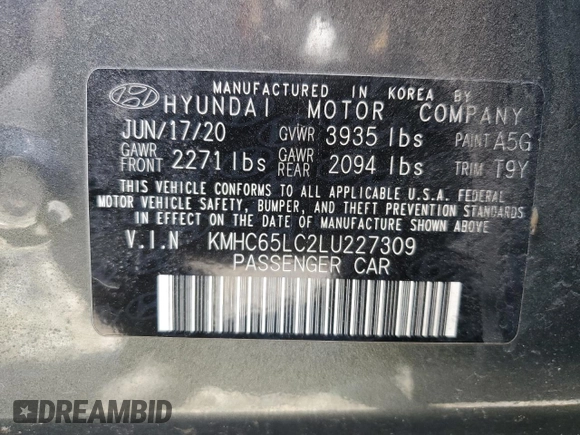 MANUFACTURED IN KOREA BY
HYUNDAI MOTOR COMPANY
JUN/17/20 GVWR 3935 lbs PAINT A5G
GAWR FRONT 2271 lbs GAWR REAR 2094 lbs TRIM T9Y
THIS VEHICLE CONFORMS TO ALL APPLICABLE U.S.A. FEDERAL
MOTOR VEHICLE SAFETY, BUMPER, AND THEFT PREVENTION STANDARDS
IN EFFECT ON THE DATE OF MANUFACTURE SHOWN ABOVE.
V.I.N KMHC65LC2LU227309
PASSENGER CAR
DREAMBID